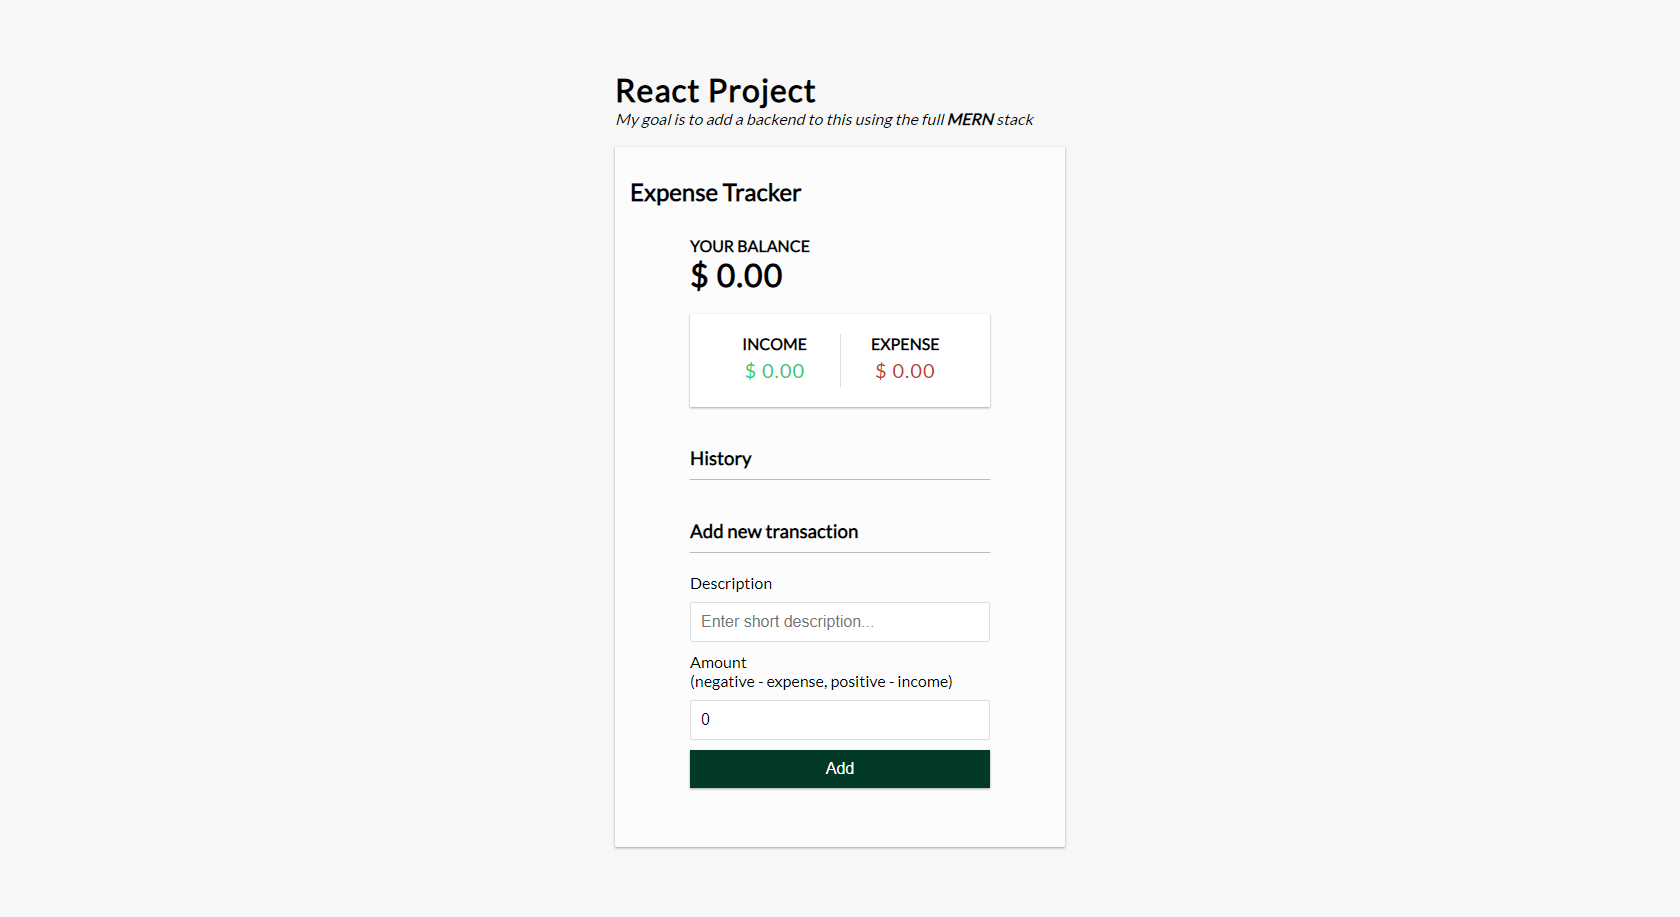 React Project
My goal is to add a backend to this using the full MERN stack
Expense Tracker
YOUR BALANCE
$ 0.00
INCOME
$ 0.00
EXPENSE
$ 0.00
History
Add new transaction
Description
Enter short description...
Amount
(negative - expense, positive - income)
0
Add